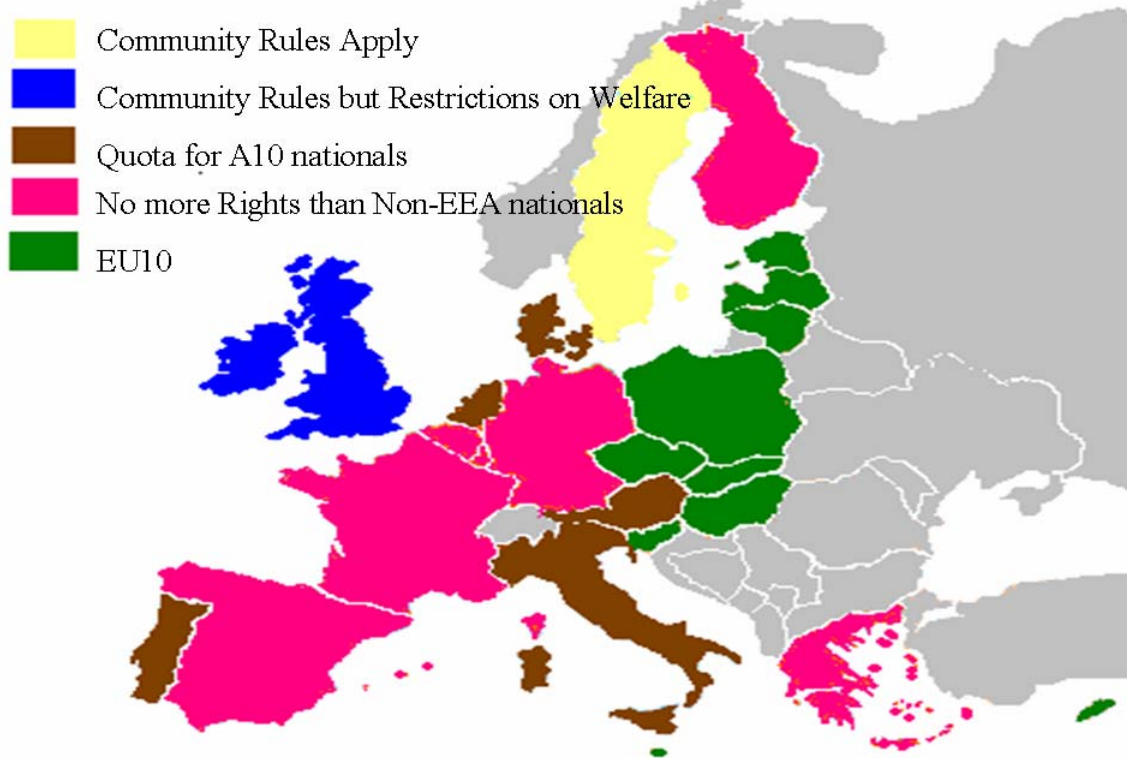 Community Rules Apply
Community Rules but Restrictions on Welfare
Quota for A10 nationals
No more Rights than Non-EEA nationals
EU10